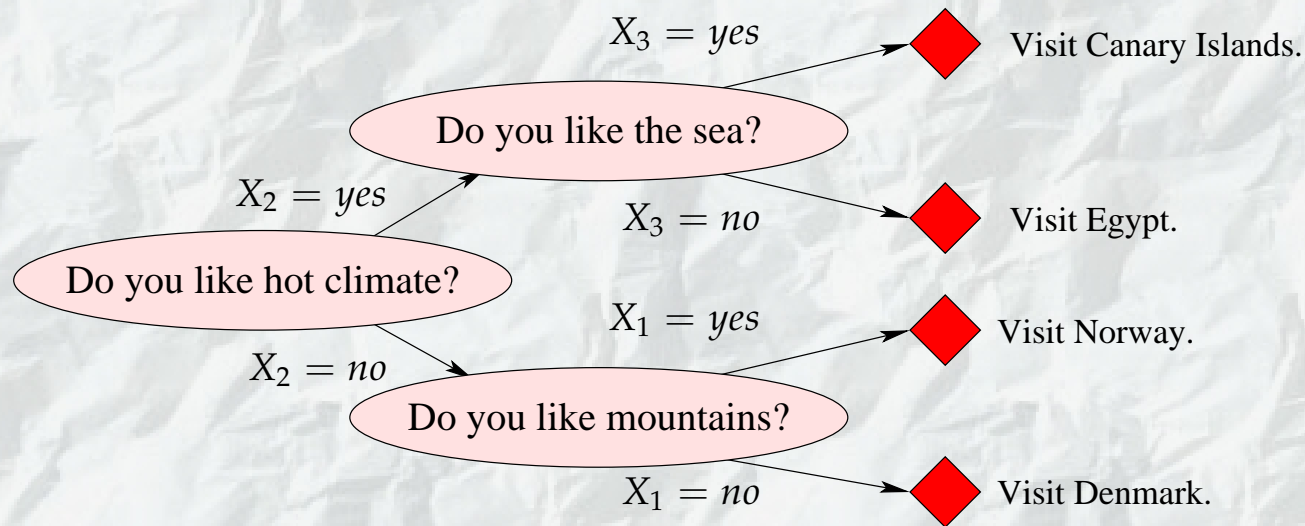 X₃ = yes
Visit Canary Islands.
Do you like the sea?
X₂ = yes
X₃ = no
Visit Egypt.
Do you like hot climate?
X₁ = yes
Visit Norway.
X₂ = no
Do you like mountains?
X₁ = no
Visit Denmark.